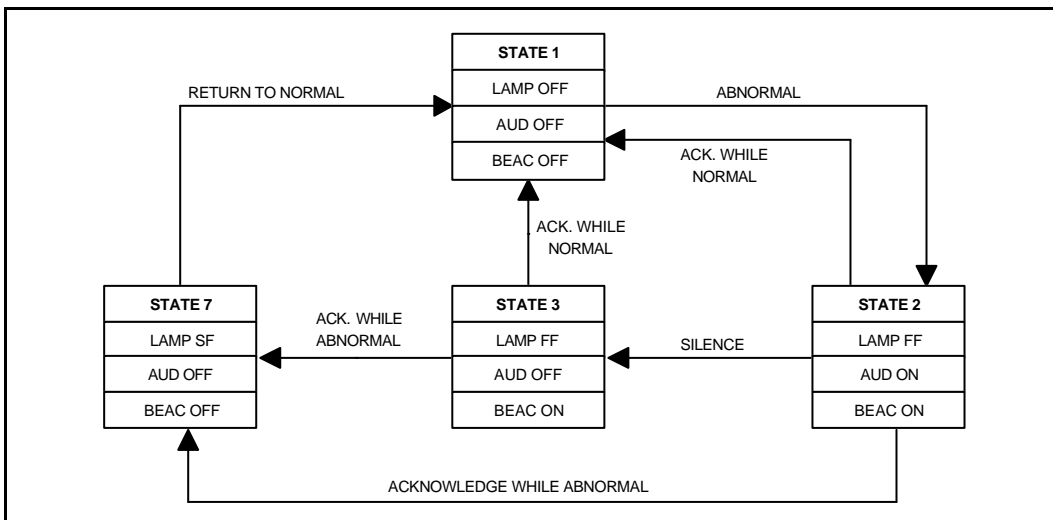 STATE 1
LAMP OFF
AUD OFF
BEAC OFF
RETURN TO NORMAL
ABNORMAL
ACK. WHILE
NORMAL
ACK. WHILE
NORMAL
STATE 7
LAMP SF
AUD OFF
BEAC OFF
ACK. WHILE
ABNORMAL
STATE 3
LAMP FF
AUD OFF
BEAC ON
SILENCE
STATE 2
LAMP FF
AUD ON
BEAC ON
ACKNOWLEDGE WHILE ABNORMAL